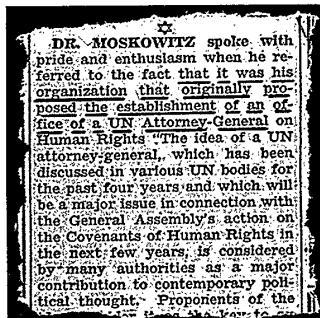 DR. MOSKOWITZ spoke with
pride and enthusiasm when he re-
ferred to the fact that it was his
organization that originally pro-
posed the establishment of an of-
fice of a UN Attorney-General on
Human Rights "The idea of a UN
attorney-general, which has been
discussed in various UN bodies for
the past four years and which will
be a major issue in connection with
the General Assembly's action on
the Covenants of Human Rights in
the next few years, is considered
by many authorities as a major
contribution to contemporary poli-
tical thought. Proponents of the